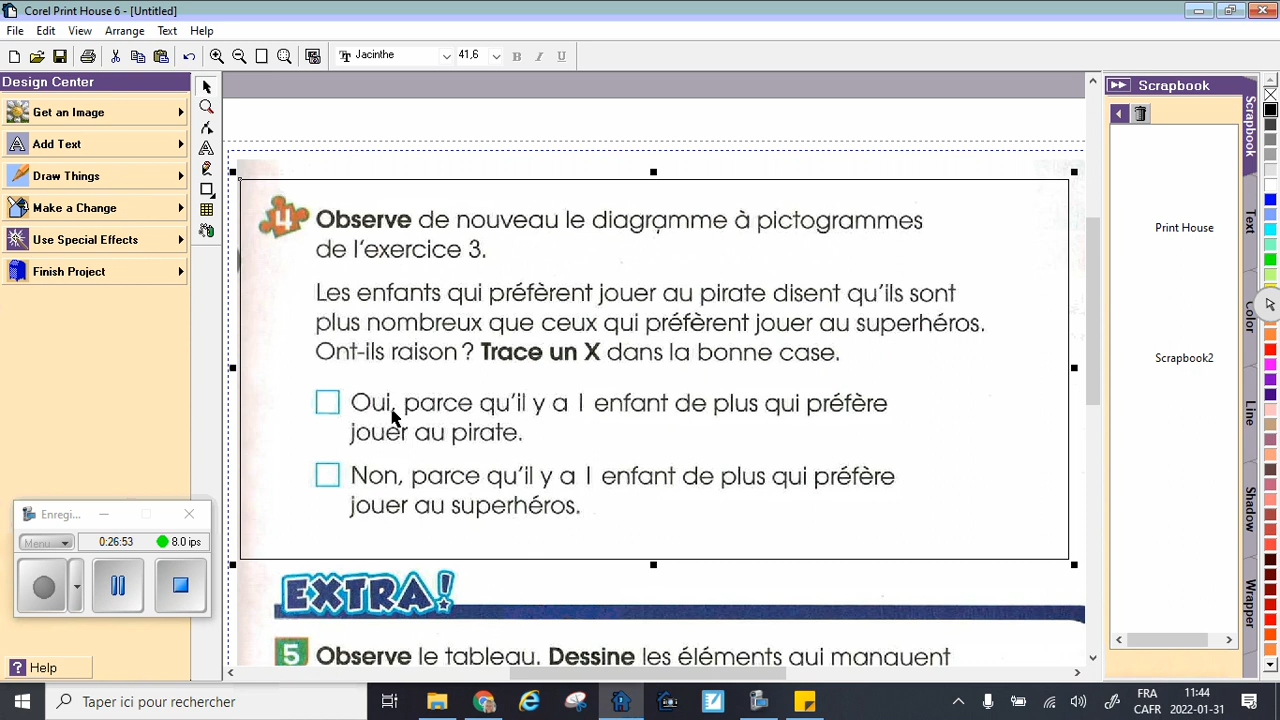 Corel Print House 6 - [Untitled]
File Edit View Arrange Text Help
Jacinthe 41,6 B I U
Design Center
Get an Image
Add Text
Draw Things
Make a Change
Use Special Effects
Finish Project
Enregi...
Menu 0:26:53 8.0 ips
Help
4 Observe de nouveau le diagramme à pictogrammes
de l'exercice 3.
Les enfants qui préfèrent jouer au pirate disent qu'ils sont
plus nombreux que ceux qui préfèrent jouer au superhéros.
Ont-ils raison ? Trace un X dans la bonne case.
Oui, parce qu'il y a 1 enfant de plus qui préfère
jouer au pirate.
Non, parce qu'il y a 1 enfant de plus qui préfère
jouer au superhéros.
EXTRA!
5 Observe le tableau. Dessine les éléments qui manquent
Scrapbook
Print House
Scrapbook2
Scrapbook
Text
Color
Line
Shadow
Wrapper
Taper ici pour rechercher
FRA
CAFR
11:44
2022-01-31